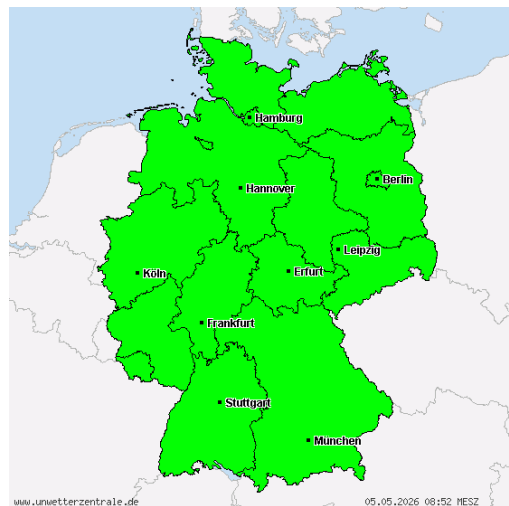 Hamburg
Berlin
Hannover
Leipzig
Köln
Erfurt
Frankfurt
Stuttgart
München
www.unwetterzentrale.de
05.05.2026 08:52 MESZ